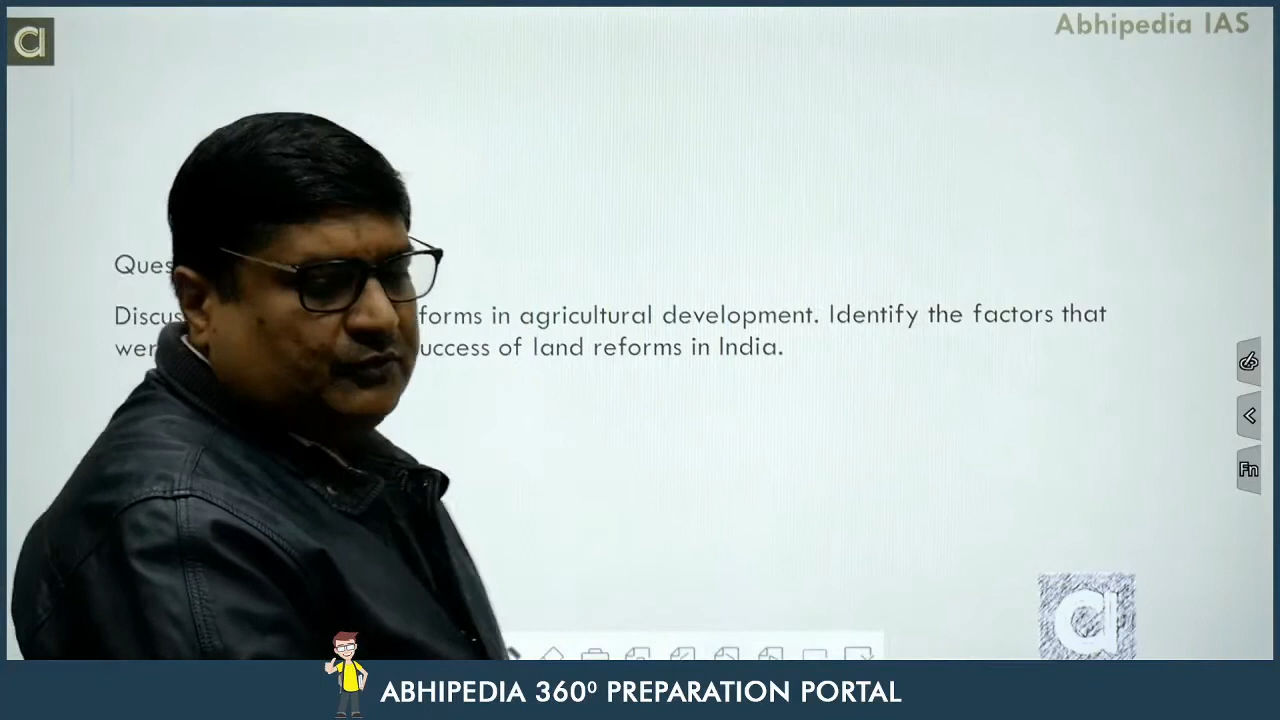 Abhipedia IAS
Ques
Discus forms in agricultural development. Identify the factors that
wer uccess of land reforms in India.
Fn
ABHIPEDIA 360⁰ PREPARATION PORTAL